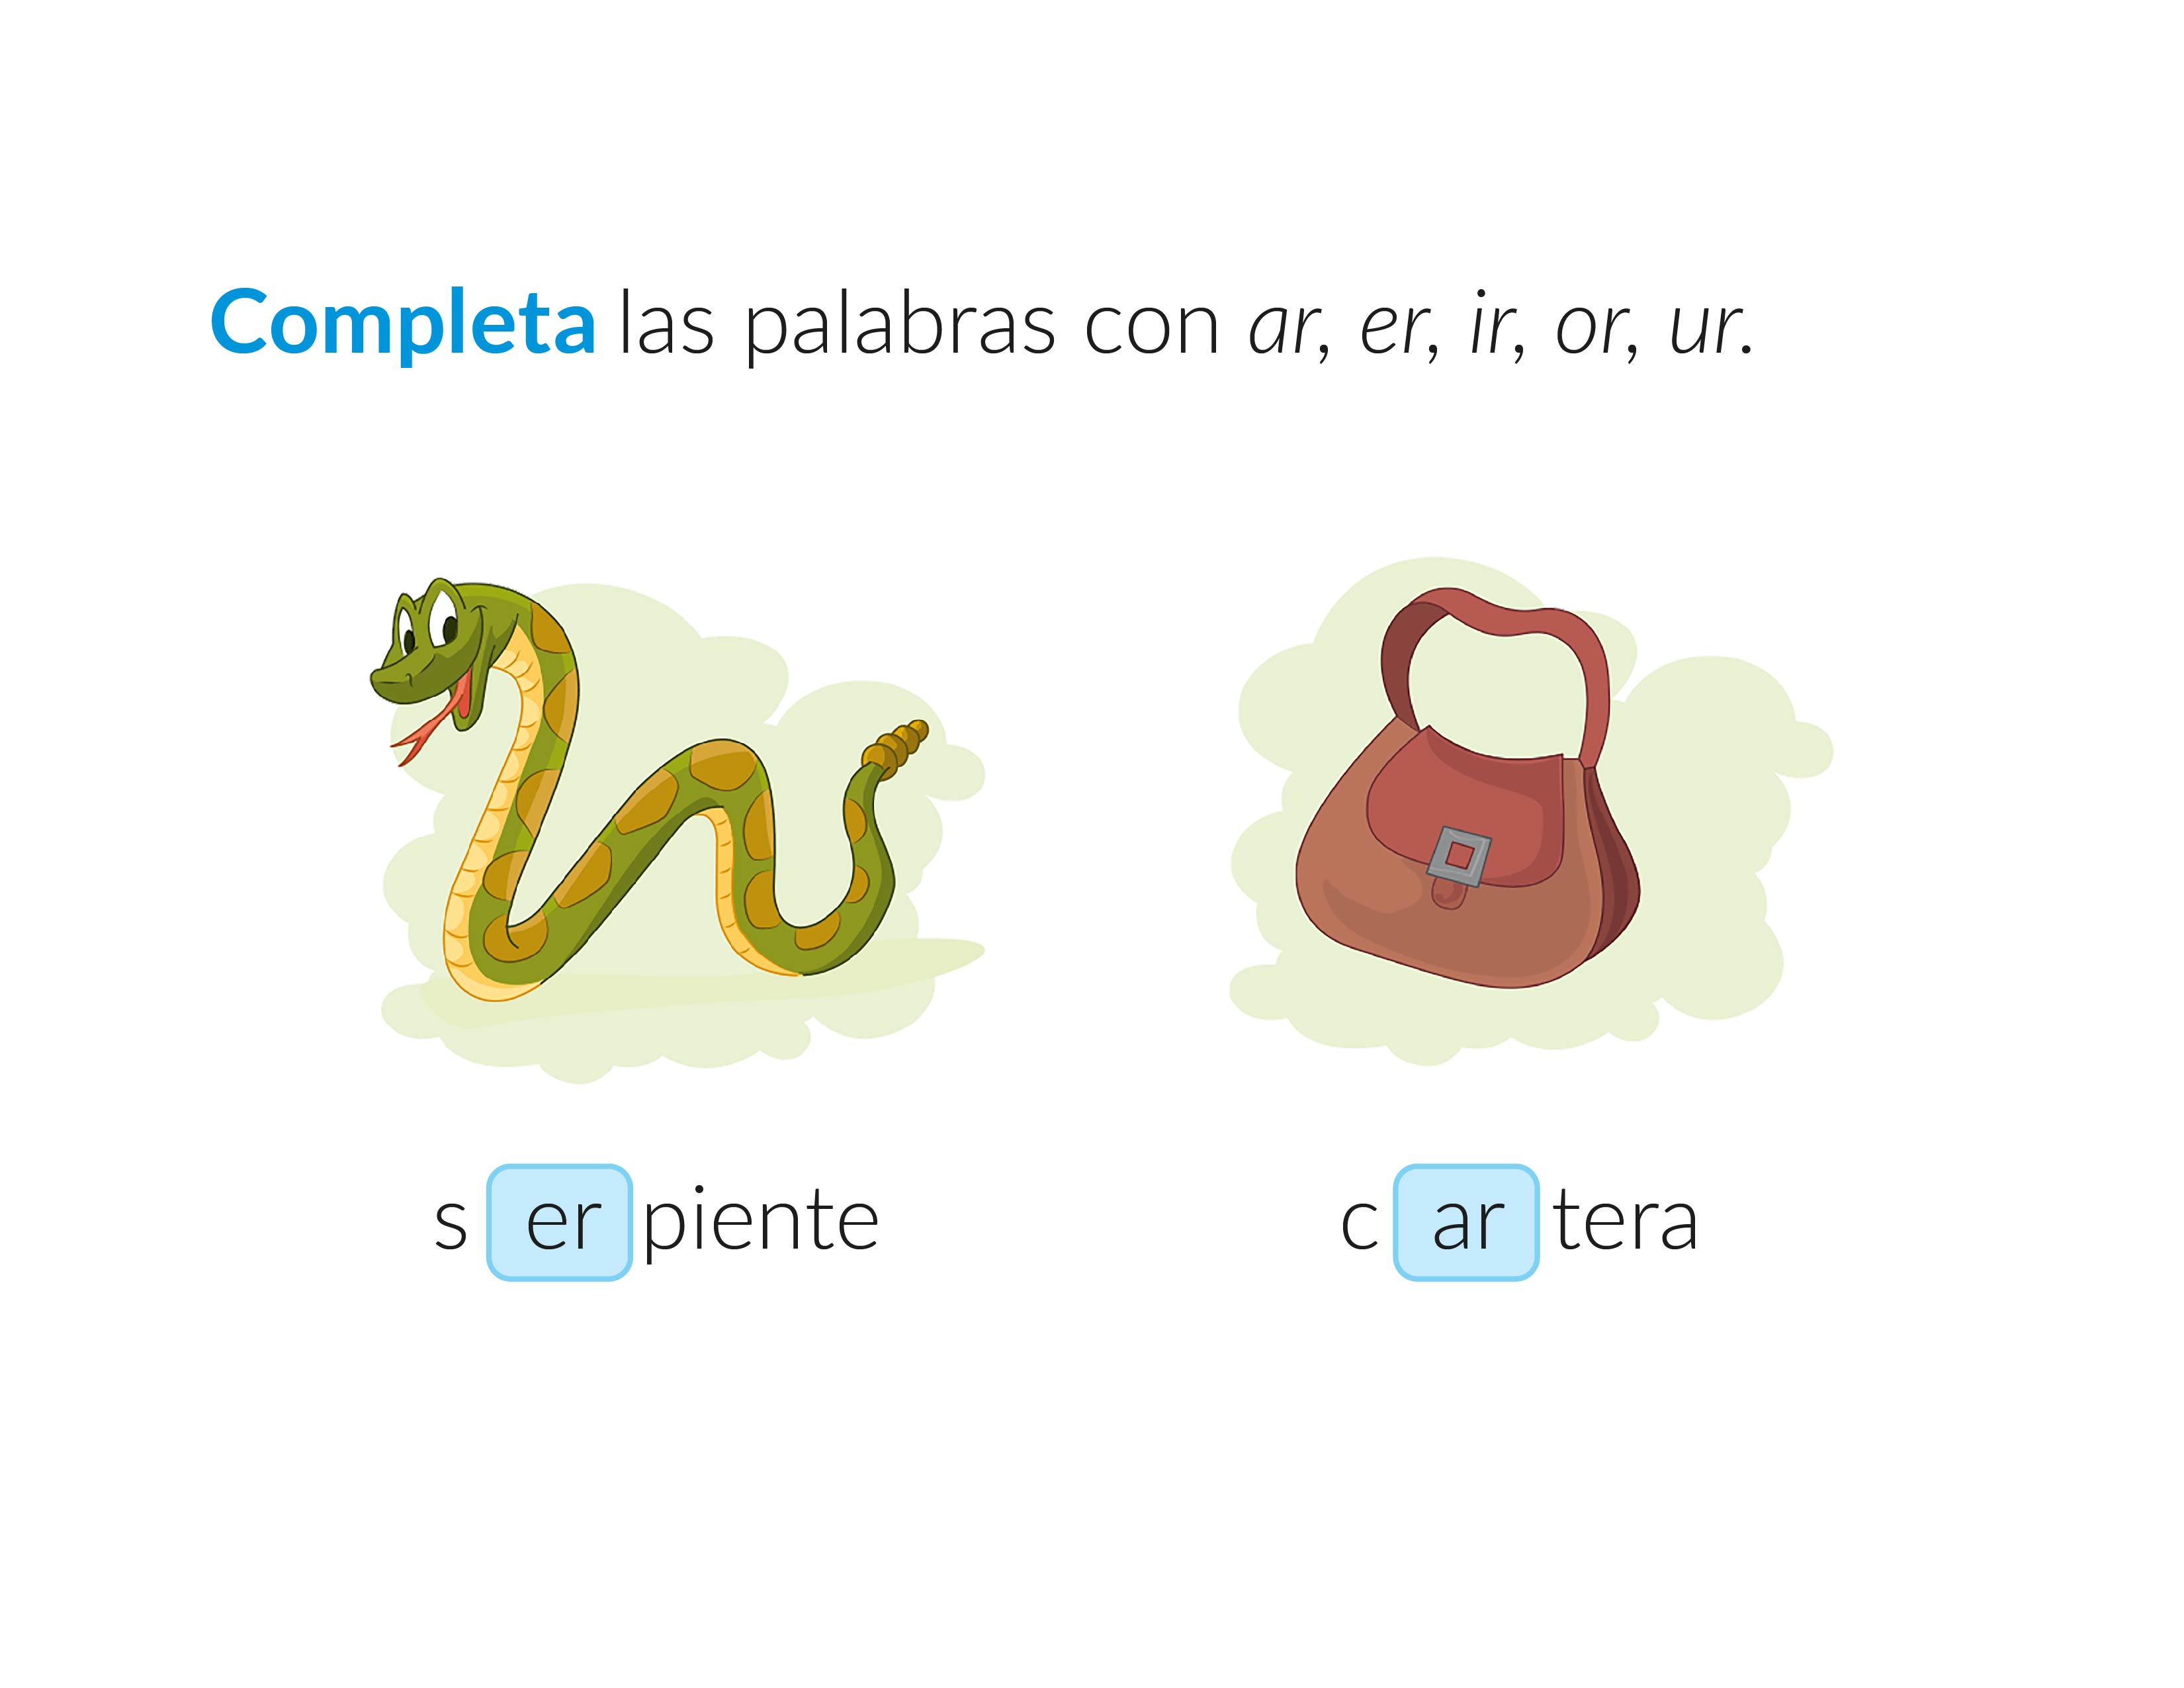 Completa las palabras con ar, er, ir, or, ur.
s er piente
c ar tera